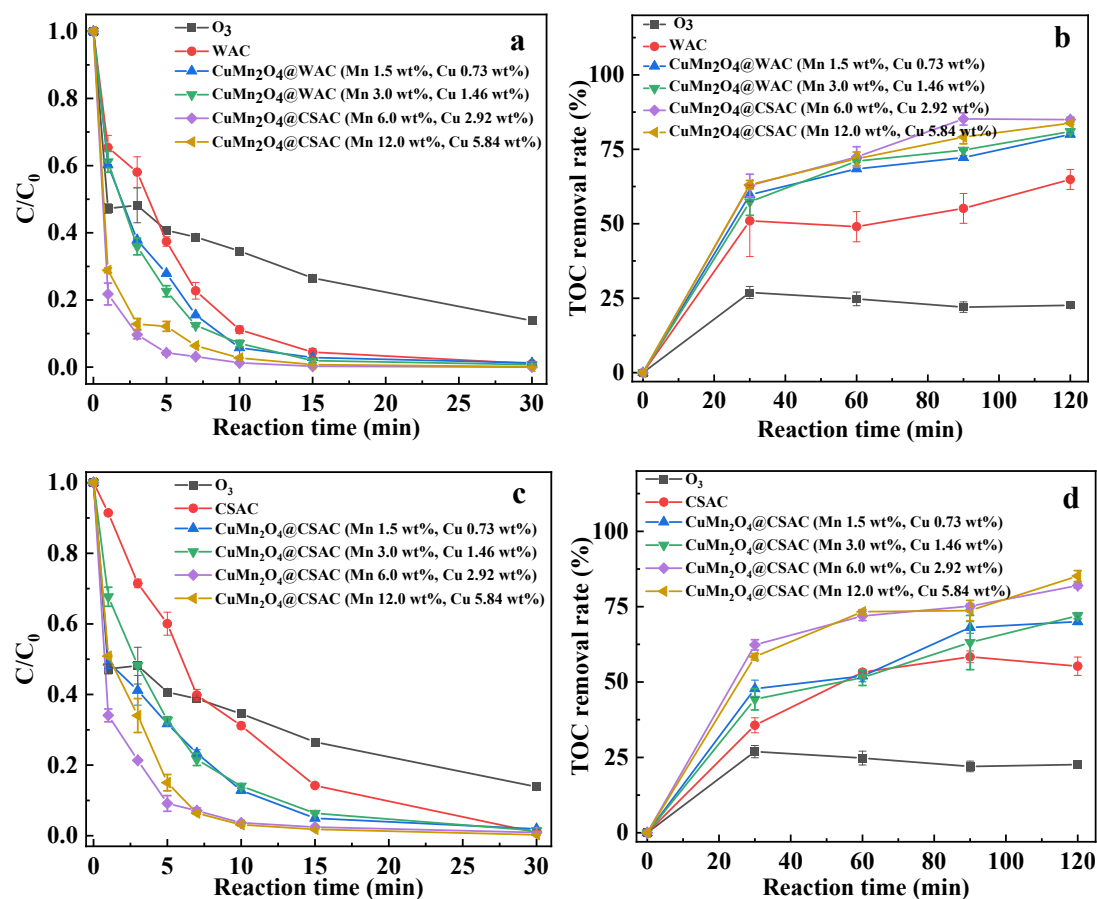 a
1.0
0.8
0.6
0.4
0.2
0.0
C/C₀
O₃
WAC
CuMn₂O₄@WAC (Mn 1.5 wt%, Cu 0.73 wt%)
CuMn₂O₄@WAC (Mn 3.0 wt%, Cu 1.46 wt%)
CuMn₂O₄@CSAC (Mn 6.0 wt%, Cu 2.92 wt%)
CuMn₂O₄@CSAC (Mn 12.0 wt%, Cu 5.84 wt%)
0 5 10 15 20 25 30
Reaction time (min)
b
100
75
50
25
0
TOC removal rate (%)
O₃
WAC
CuMn₂O₄@WAC (Mn 1.5 wt%, Cu 0.73 wt%)
CuMn₂O₄@WAC (Mn 3.0 wt%, Cu 1.46 wt%)
CuMn₂O₄@CSAC (Mn 6.0 wt%, Cu 2.92 wt%)
CuMn₂O₄@CSAC (Mn 12.0 wt%, Cu 5.84 wt%)
0 20 40 60 80 100 120
Reaction time (min)
c
1.0
0.8
0.6
0.4
0.2
0.0
C/C₀
O₃
CSAC
CuMn₂O₄@CSAC (Mn 1.5 wt%, Cu 0.73 wt%)
CuMn₂O₄@CSAC (Mn 3.0 wt%, Cu 1.46 wt%)
CuMn₂O₄@CSAC (Mn 6.0 wt%, Cu 2.92 wt%)
CuMn₂O₄@CSAC (Mn 12.0 wt%, Cu 5.84 wt%)
0 5 10 15 20 25 30
Reaction time (min)
d
100
75
50
25
0
TOC removal rate (%)
O₃
CSAC
CuMn₂O₄@CSAC (Mn 1.5 wt%, Cu 0.73 wt%)
CuMn₂O₄@CSAC (Mn 3.0 wt%, Cu 1.46 wt%)
CuMn₂O₄@CSAC (Mn 6.0 wt%, Cu 2.92 wt%)
CuMn₂O₄@CSAC (Mn 12.0 wt%, Cu 5.84 wt%)
0 20 40 60 80 100 120
Reaction time (min)